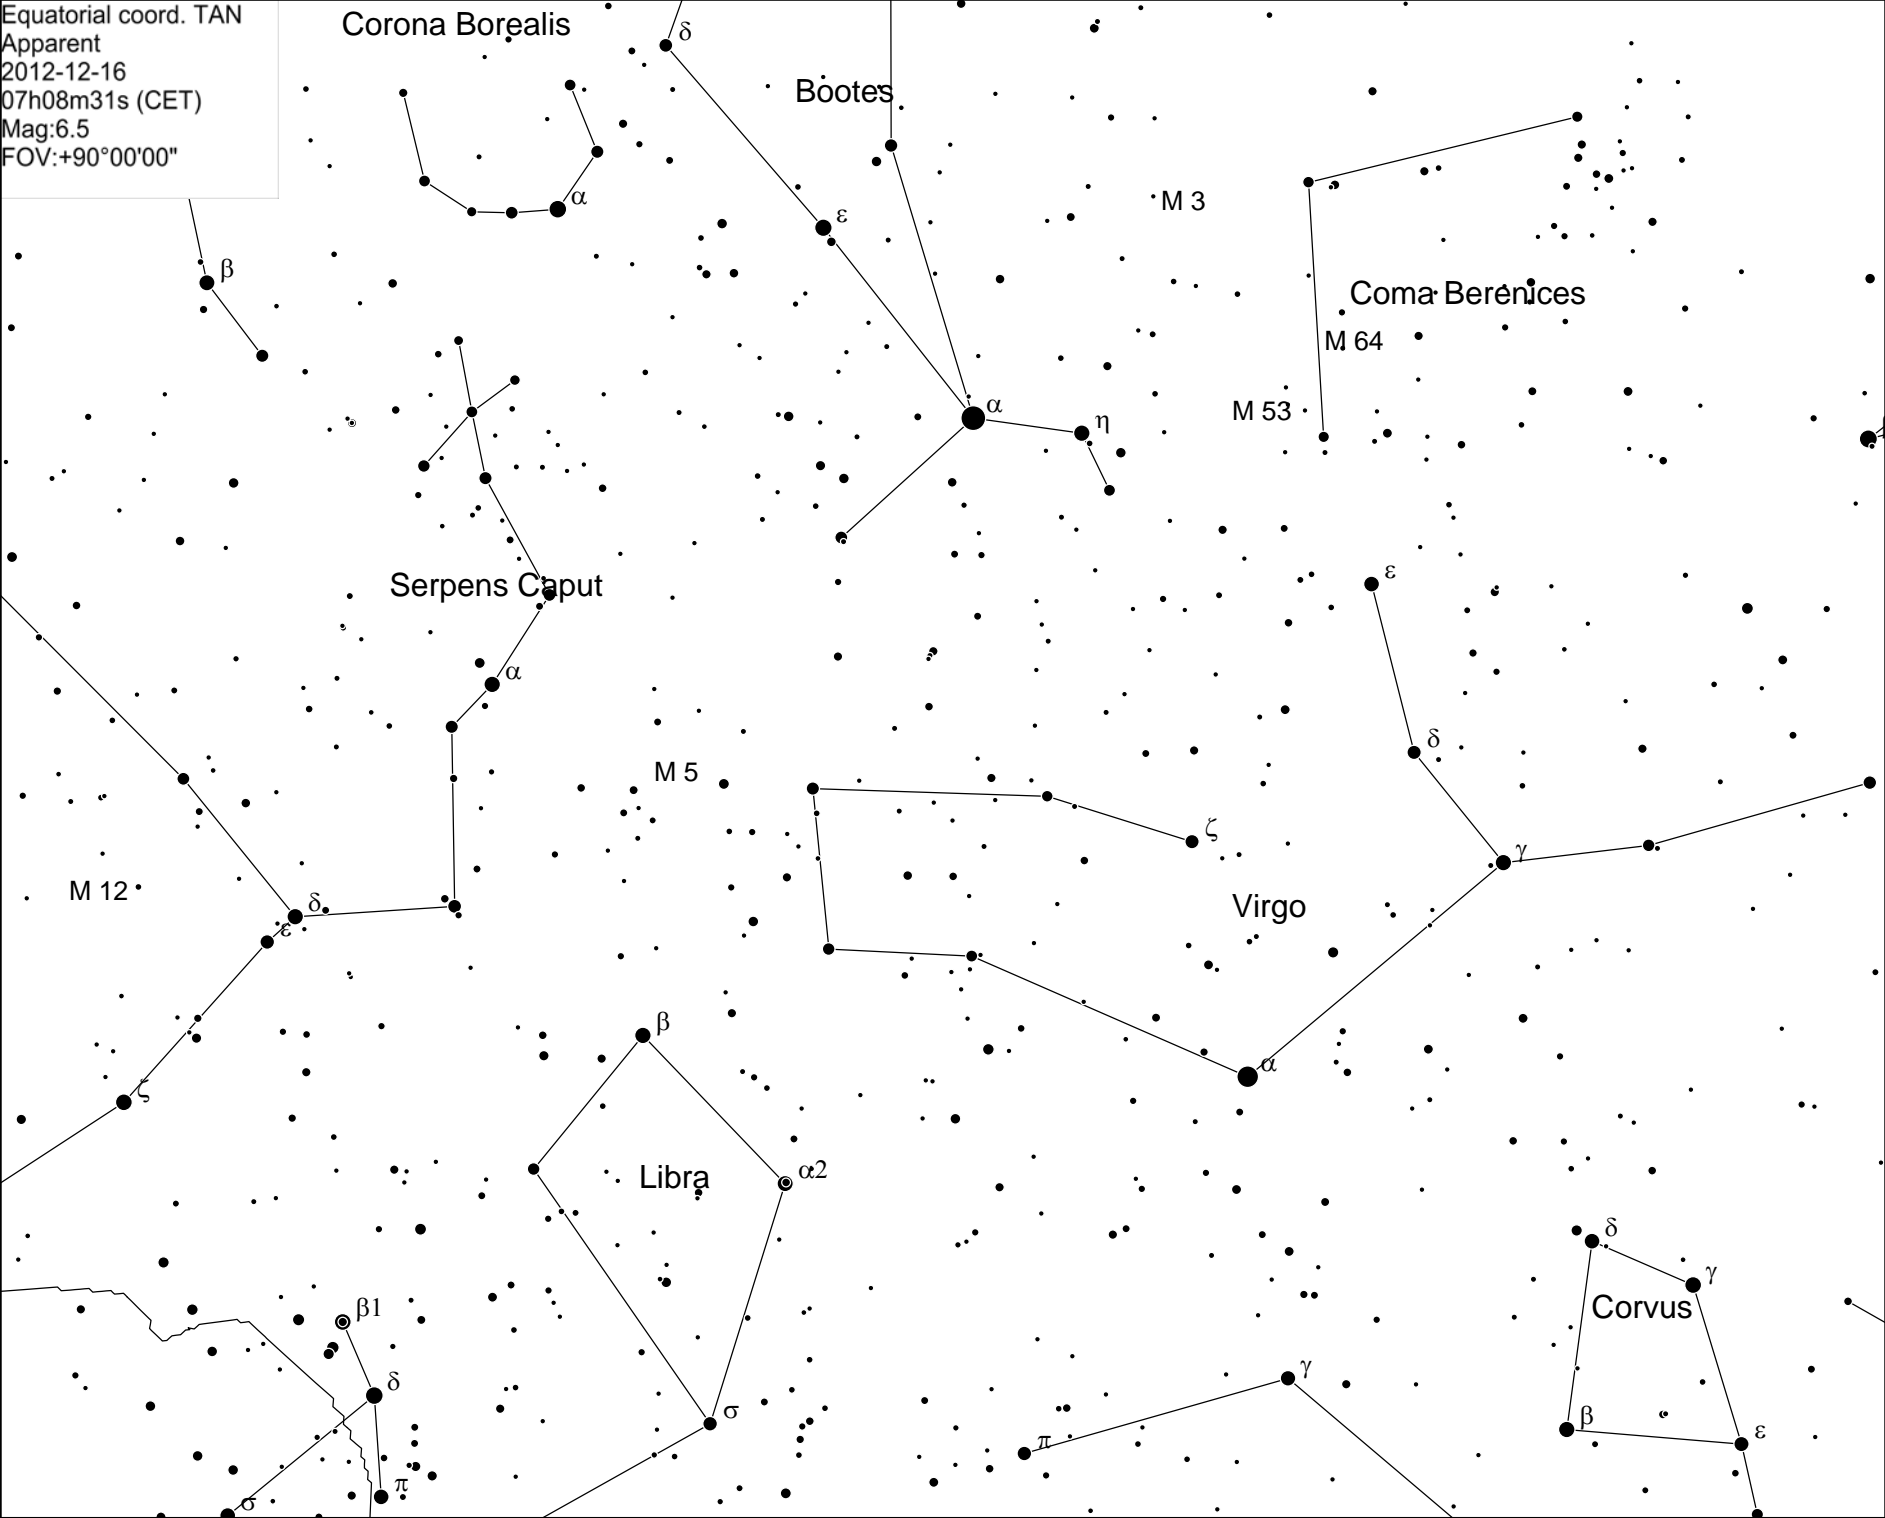 Equatorial coord. TAN
Apparent
2012-12-16
07h08m31s (CET)
Mag:6.5
FOV:+90°00'00"
Corona Borealis
δ
Bootes
α
M 3
ε
β
Coma Berenices
M 64
α
M 53
η
ε
Serpens Caput
α
δ
M 5
ζ
γ
M 12
δ
Virgo
ε
β
α
ζ
Libra
α2
δ
γ
β1
Corvus
γ
δ
σ
β
π
ε
π
σ